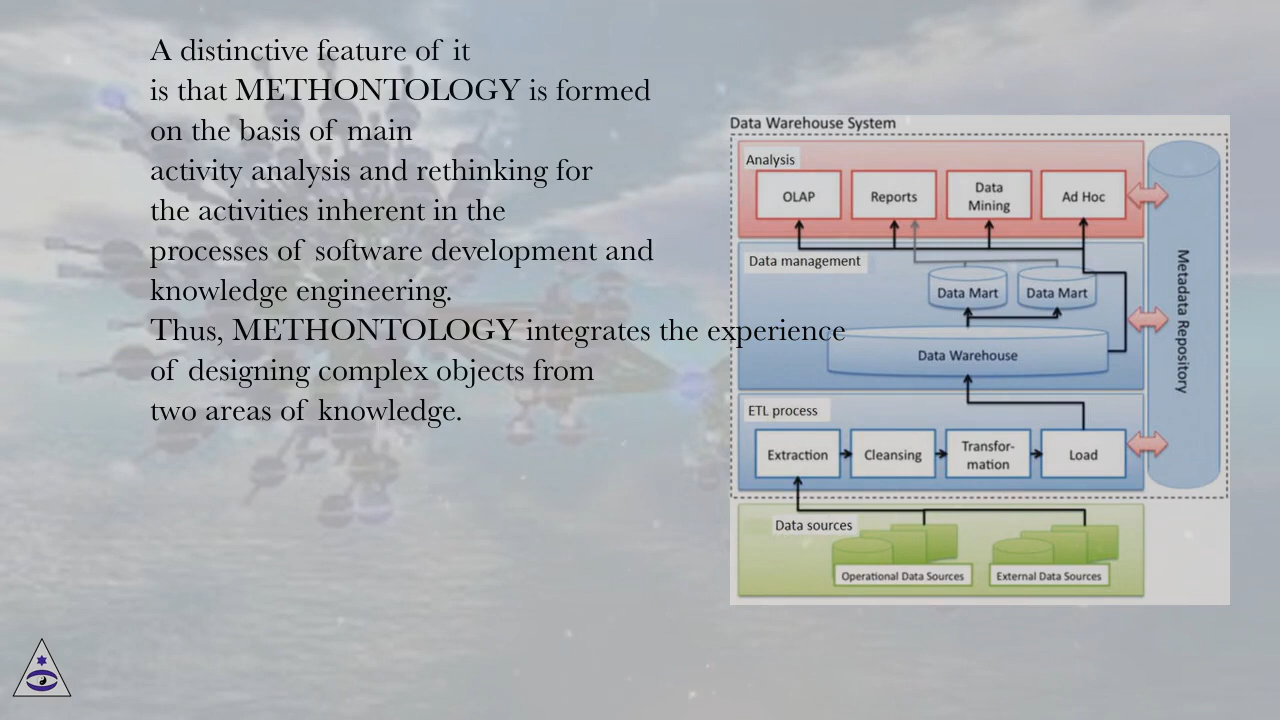 A distinctive feature of it
is that METHONTOLOGY is formed
on the basis of main
activity analysis and rethinking for
the activities inherent in the
processes of software development and
knowledge engineering.
Thus, METHONTOLOGY integrates the experience
of designing complex objects from
two areas of knowledge.
Data Warehouse System
Analysis
OLAP
Reports
Data
Mining
Ad Hoc
Data management
Data Mart
Data Mart
Data Warehouse
ETL process
Extraction
Cleansing
Transfor-
mation
Load
Metadata Repository
Data sources
Operational Data Sources
External Data Sources